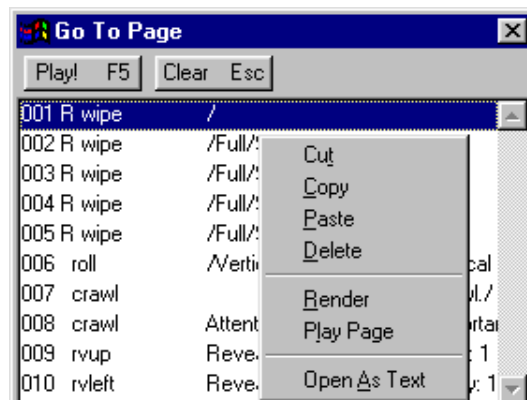 Go To Page
Play! F5 Clear Esc
001 R wipe /
002 R wipe /Full/
003 R wipe /Full/
004 R wipe /Full/
005 R wipe /Full/
006 roll
007 crawl
008 crawl
009 rvup : 1
010 rvleft : 1
Cut
Copy
Paste
Delete
Render
Play Page
Open As Text